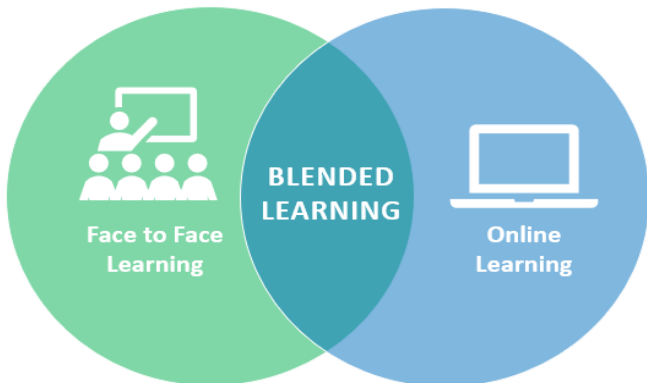 Face to Face
Learning
BLENDED
LEARNING
Online
Learning